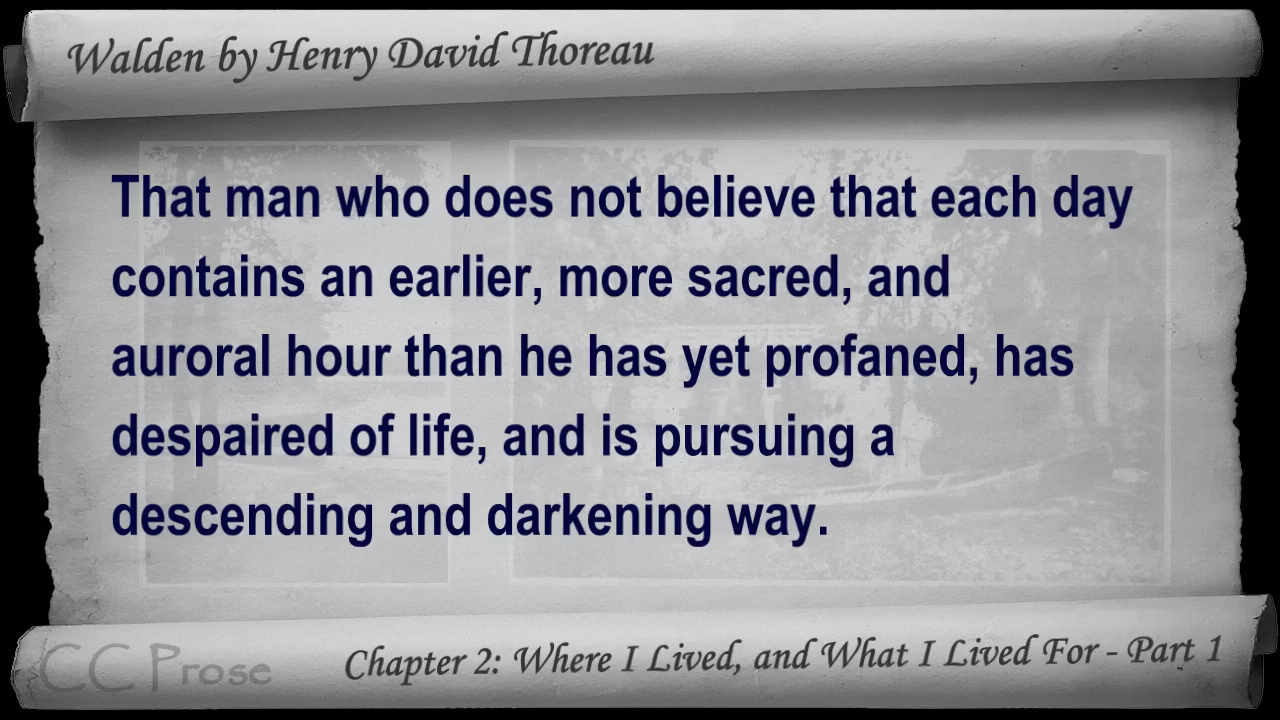 Walden by Henry David Thoreau
That man who does not believe that each day
contains an earlier, more sacred, and
auroral hour than he has yet profaned, has
despaired of life, and is pursuing a
descending and darkening way.
CC Prose
Chapter 2: Where I Lived, and What I Lived For - Part 1